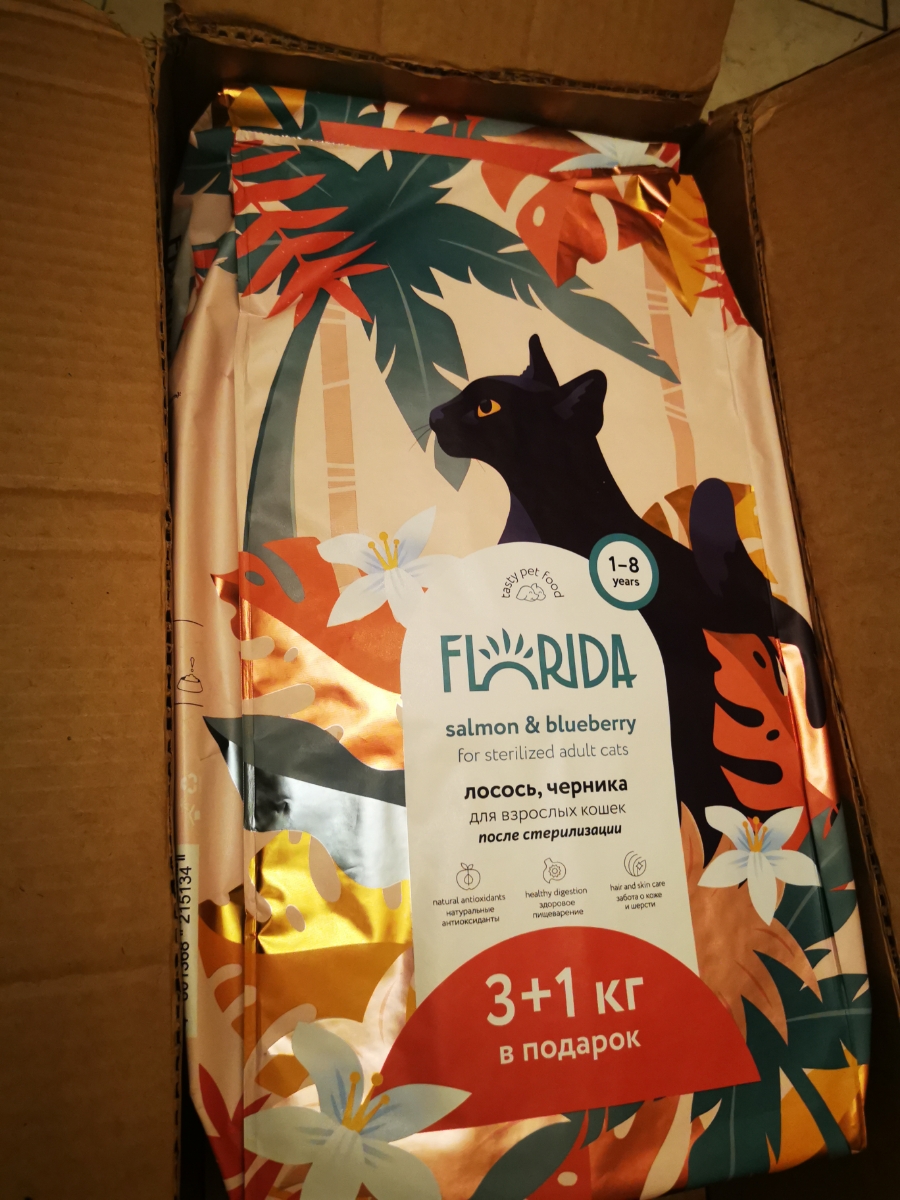 1–8
years
tasty pet food
FLORIDA
salmon & blueberry
for sterilized adult cats
лосось, черника
для взрослых кошек
после стерилизации
natural antioxidants
натуральные
антиоксиданты
healthy digestion
здоровое
пищеварение
hair and skin care
забота о коже
и шерсти
3+1 кг
в подарок
215134